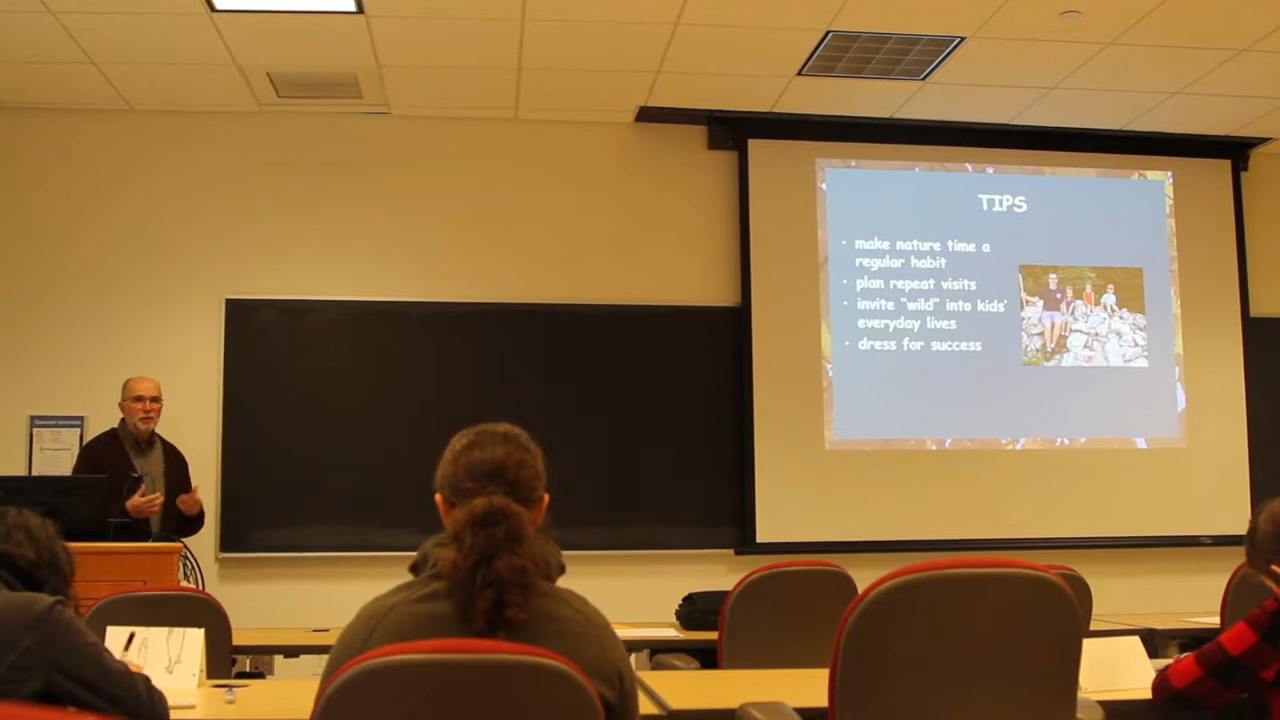 TIPS
· make nature time a
regular habit
· plan repeat visits
· invite "wild" into kids'
everyday lives
· dress for success